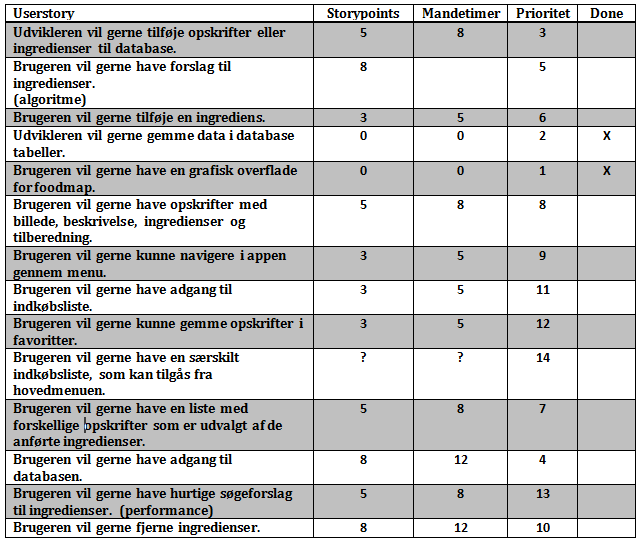 Userstory Storypoints Mandetimer Prioritet Done
Udvikleren vil gerne tilføje opskrifter eller 5 8 3
ingredienser til database.
Brugeren vil gerne have forslag til 8 5
ingredienser.
(algoritme)
Brugeren vil gerne tilføje en ingrediens. 3 5 6
Udvikleren vil gerne gemme data i database 0 0 2 X
tabeller.
Brugeren vil gerne have en grafisk overflade 0 0 1 X
for foodmap.
Brugeren vil gerne have opskrifter med 5 8 8
billede, beskrivelse, ingredienser og
tilberedning.
Brugeren vil gerne kunne navigere i appen 3 5 9
gennem menu.
Brugeren vil gerne have adgang til 3 5 11
indkøbsliste.
Brugeren vil gerne kunne gemme opskrifter i 3 5 12
favoritter.
Brugeren vil gerne have en særskilt ? ? 14
indkøbsliste, som kan tilgås fra
hovedmenuen.
Brugeren vil gerne have en liste med 5 8 7
forskellige opskrifter som er udvalgt af de
anførte ingredienser.
Brugeren vil gerne have adgang til 8 12 4
databasen.
Brugeren vil gerne have hurtige søgeforslag 5 8 13
til ingredienser. (performance)
Brugeren vil gerne fjerne ingredienser. 8 12 10